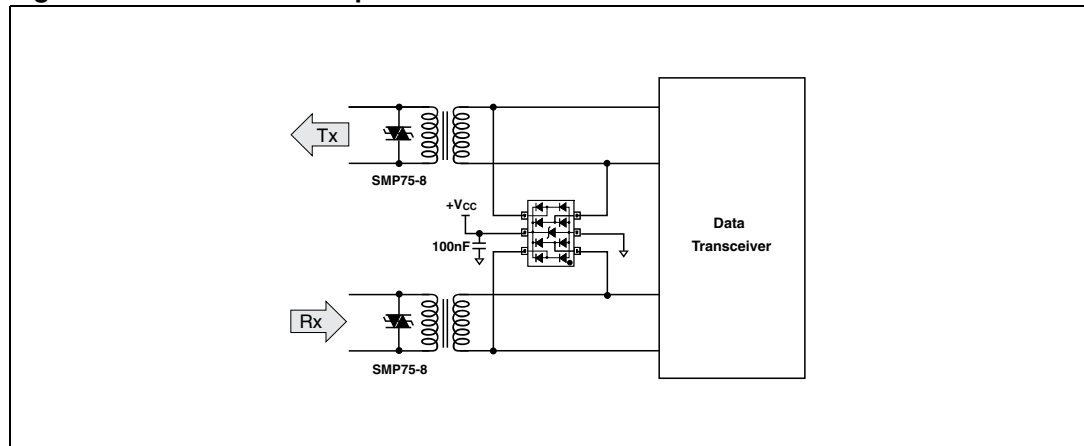 Tx
SMP75-8
+Vcc
100nF
Data
Transceiver
Rx
SMP75-8